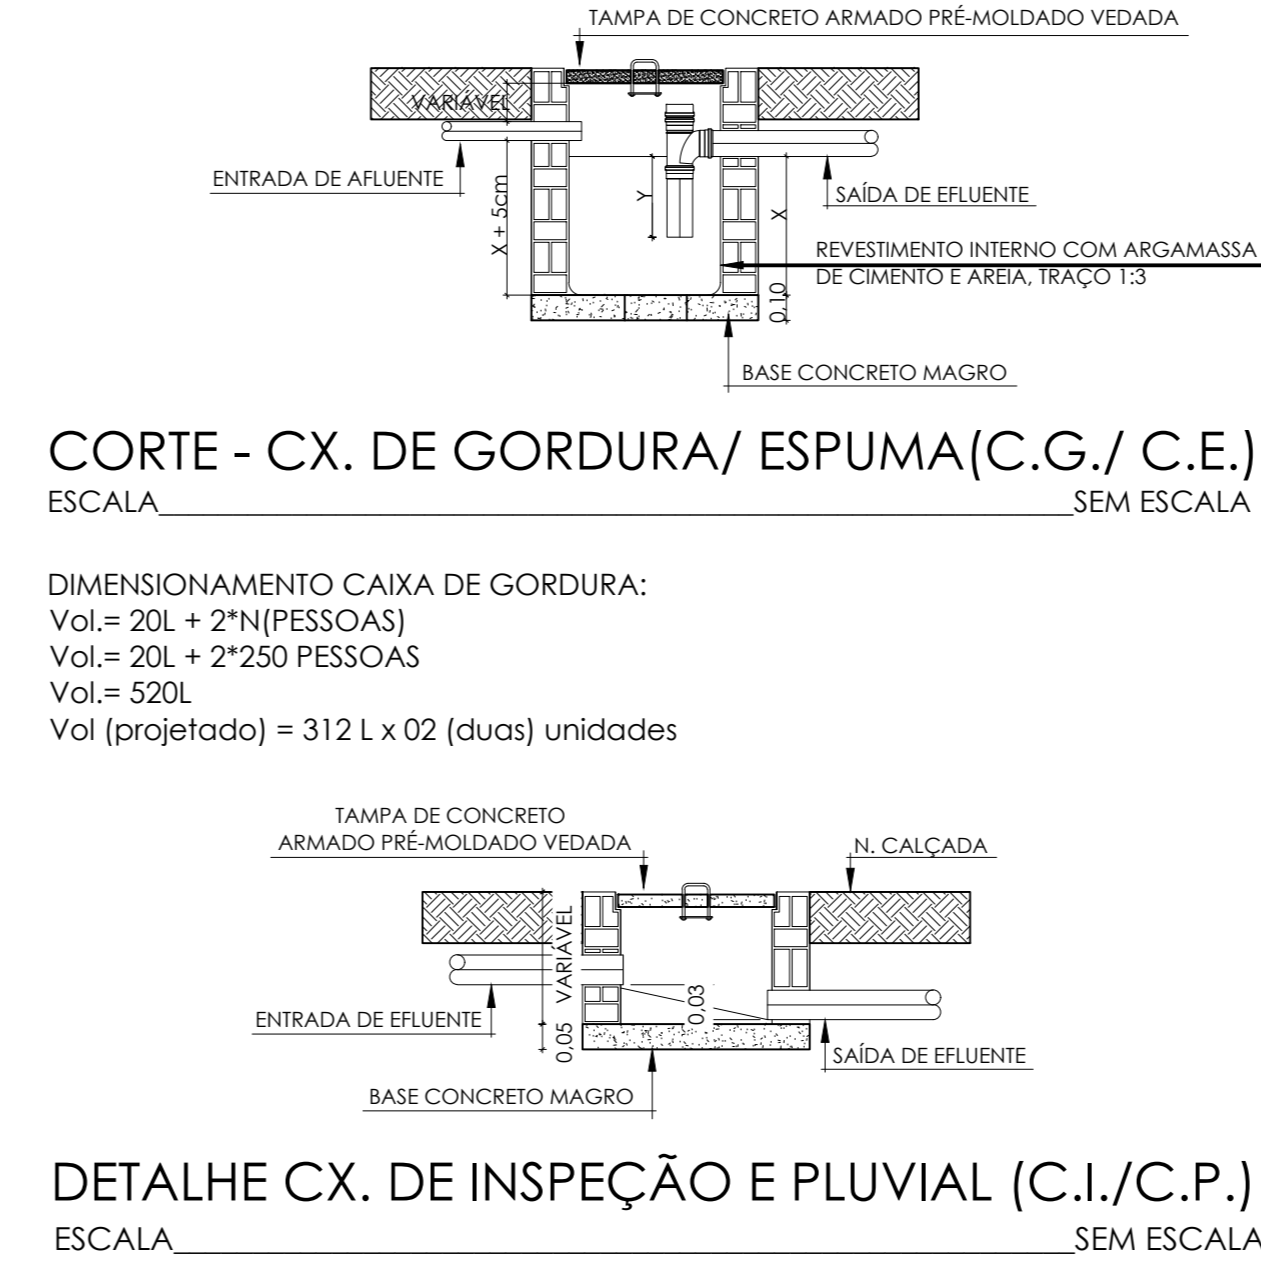 TAMPA DE CONCRETO ARMADO PRÉ-MOLDADO VEDADA
VARIÁVEL
ENTRADA DE AFLUENTE
X + 5cm
Y
X
SAÍDA DE EFLUENTE
REVESTIMENTO INTERNO COM ARGAMASSA
DE CIMENTO E AREIA, TRAÇO 1:3
0.10
BASE CONCRETO MAGRO
CORTE - CX. DE GORDURA/ ESPUMA(C.G./ C.E.)
ESCALA SEM ESCALA
DIMENSIONAMENTO CAIXA DE GORDURA:
Vol.= 20L + 2*N(PESSOAS)
Vol.= 20L + 2*250 PESSOAS
Vol.= 520L
Vol (projetado) = 312 L x 02 (duas) unidades
TAMPA DE CONCRETO
ARMADO PRÉ-MOLDADO VEDADA
N. CALÇADA
VARIÁVEL
0,03
ENTRADA DE EFLUENTE
0,05
SAÍDA DE EFLUENTE
BASE CONCRETO MAGRO
DETALHE CX. DE INSPEÇÃO E PLUVIAL (C.I./C.P.)
ESCALA SEM ESCALA